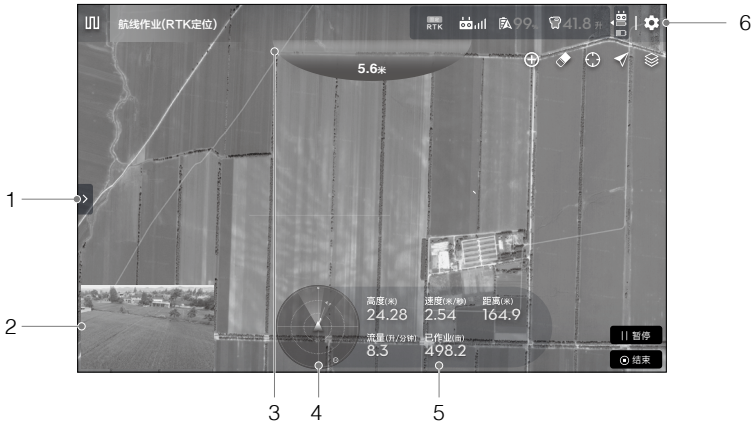 航线作业(RTK定位)
RTK
99%
41.8 升
6
5.6米
1
2
高度(米) 速度(米/秒) 距离(米)
24.28 2.54 164.9
流量(升/分钟) 已作业(亩)
8.3 498.2
暂停
结束
3 4 5